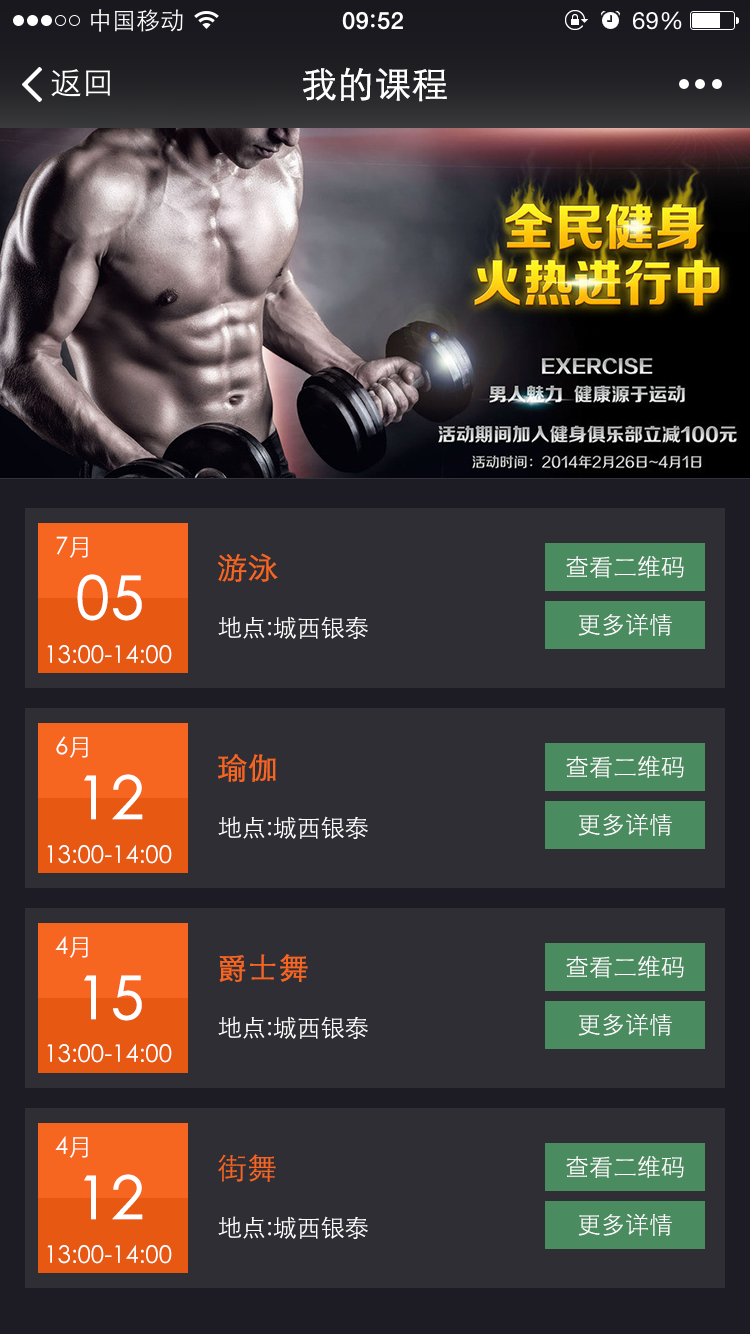 中国移动 09:52 69%
返回 我的课程
全民健身
火热进行中
EXERCISE
男人魅力 健康源于运动
活动期间加入健身俱乐部立减100元
活动时间：2014年2月26日~4月1日
7月
05
13:00-14:00
游泳
地点:城西银泰
查看二维码
更多详情
6月
12
13:00-14:00
瑜伽
地点:城西银泰
查看二维码
更多详情
4月
15
13:00-14:00
爵士舞
地点:城西银泰
查看二维码
更多详情
4月
12
13:00-14:00
街舞
地点:城西银泰
查看二维码
更多详情